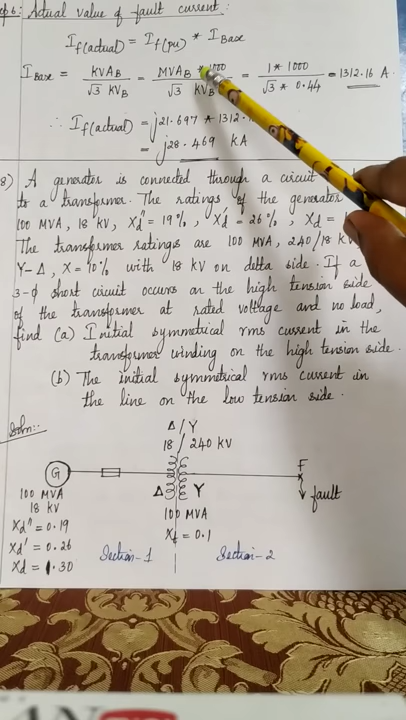 Actual value of fault current:
If(actual) = If(pu) * IBase
IBase = kVAB / √3 kVB = MVAB * 1000 / √3 kVB = 1 * 1000 / √3 * 0.44 = 1312.16 A.
∴ If(actual) = j21.697 * 1312.1
= j28.469 kA
8) A generator is connected through a circuit
to a transformer. The ratings of the generator
100 MVA, 18 kV, Xd" = 19%, Xd' = 26%, Xd =
The transformer ratings are 100 MVA, 240/18 kV
Y-Δ, X = 10% with 18 kV on delta side. If a
3-φ short circuit occurs on the high tension side
of the transformer at rated voltage and no load,
find (a) Initial symmetrical rms current in the
transformer winding on the high tension side.
(b) The initial symmetrical rms current in
the line on the low tension side.
Soln:-
Δ/Y
18/240 kV
G
F
Δ
Y
fault
100 MVA
18 kV
100 MVA
Xd" = 0.19
Xt = 0.1
Xd' = 0.26
Section-1
Section-2
Xd = 1.30